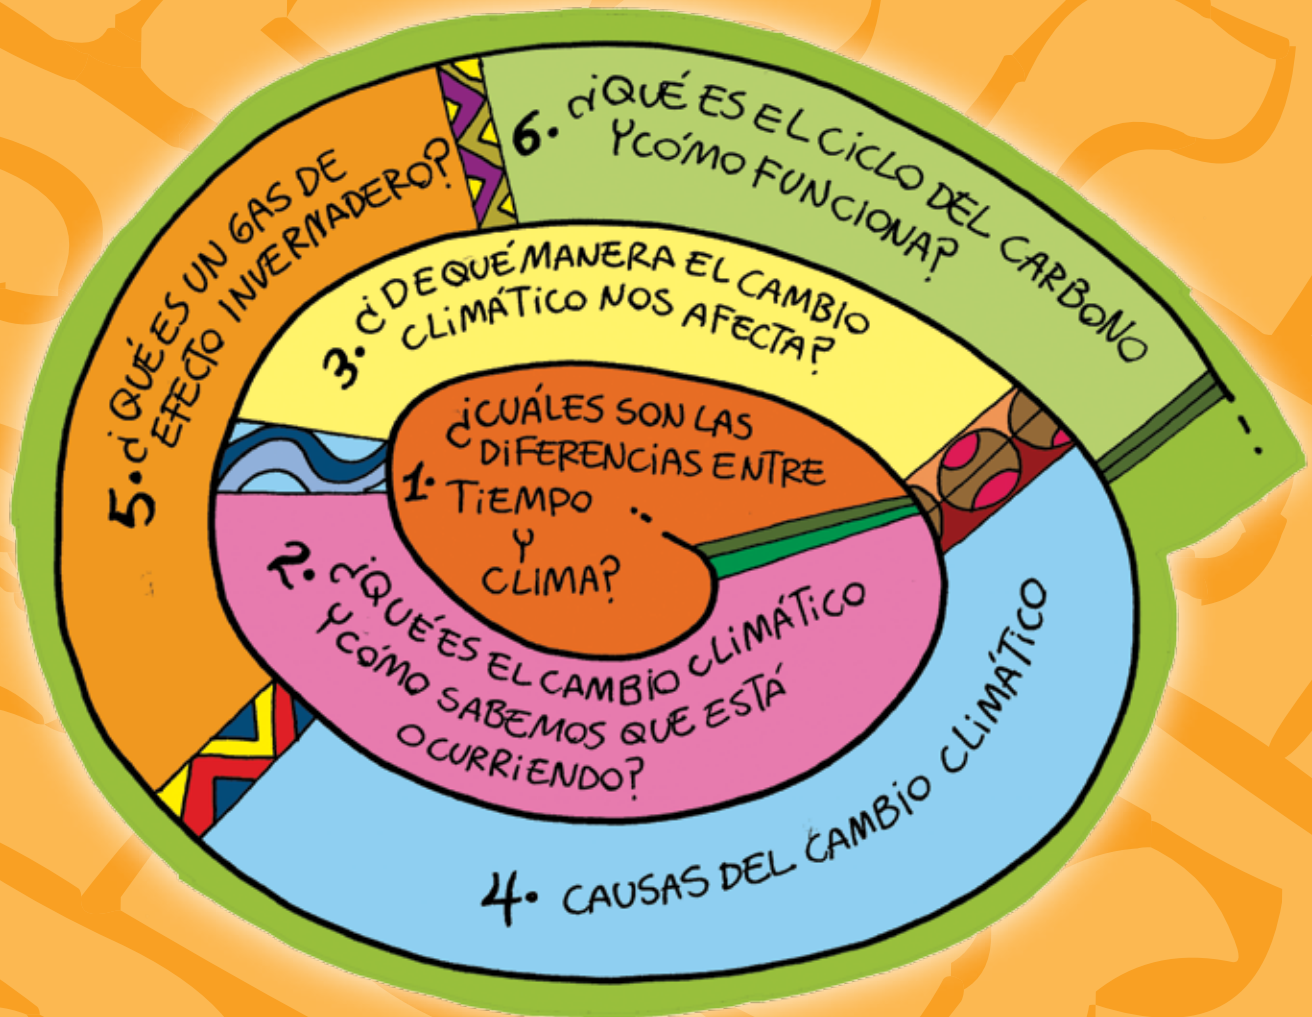 1. ¿CUÁLES SON LAS
DIFERENCIAS ENTRE
TIEMPO
Y
CLIMA?
2. ¿QUÉ ES EL CAMBIO CLIMÁTICO
Y CÓMO SABEMOS QUE ESTÁ
OCURRIENDO?
3. ¿DE QUÉ MANERA EL CAMBIO
CLIMÁTICO NOS AFECTA?
4. CAUSAS DEL CAMBIO CLIMÁTICO
5. ¿QUÉ ES UN GAS DE
EFECTO INVERNADERO?
6. ¿QUÉ ES EL CICLO DEL CARBONO
Y CÓMO FUNCIONA?